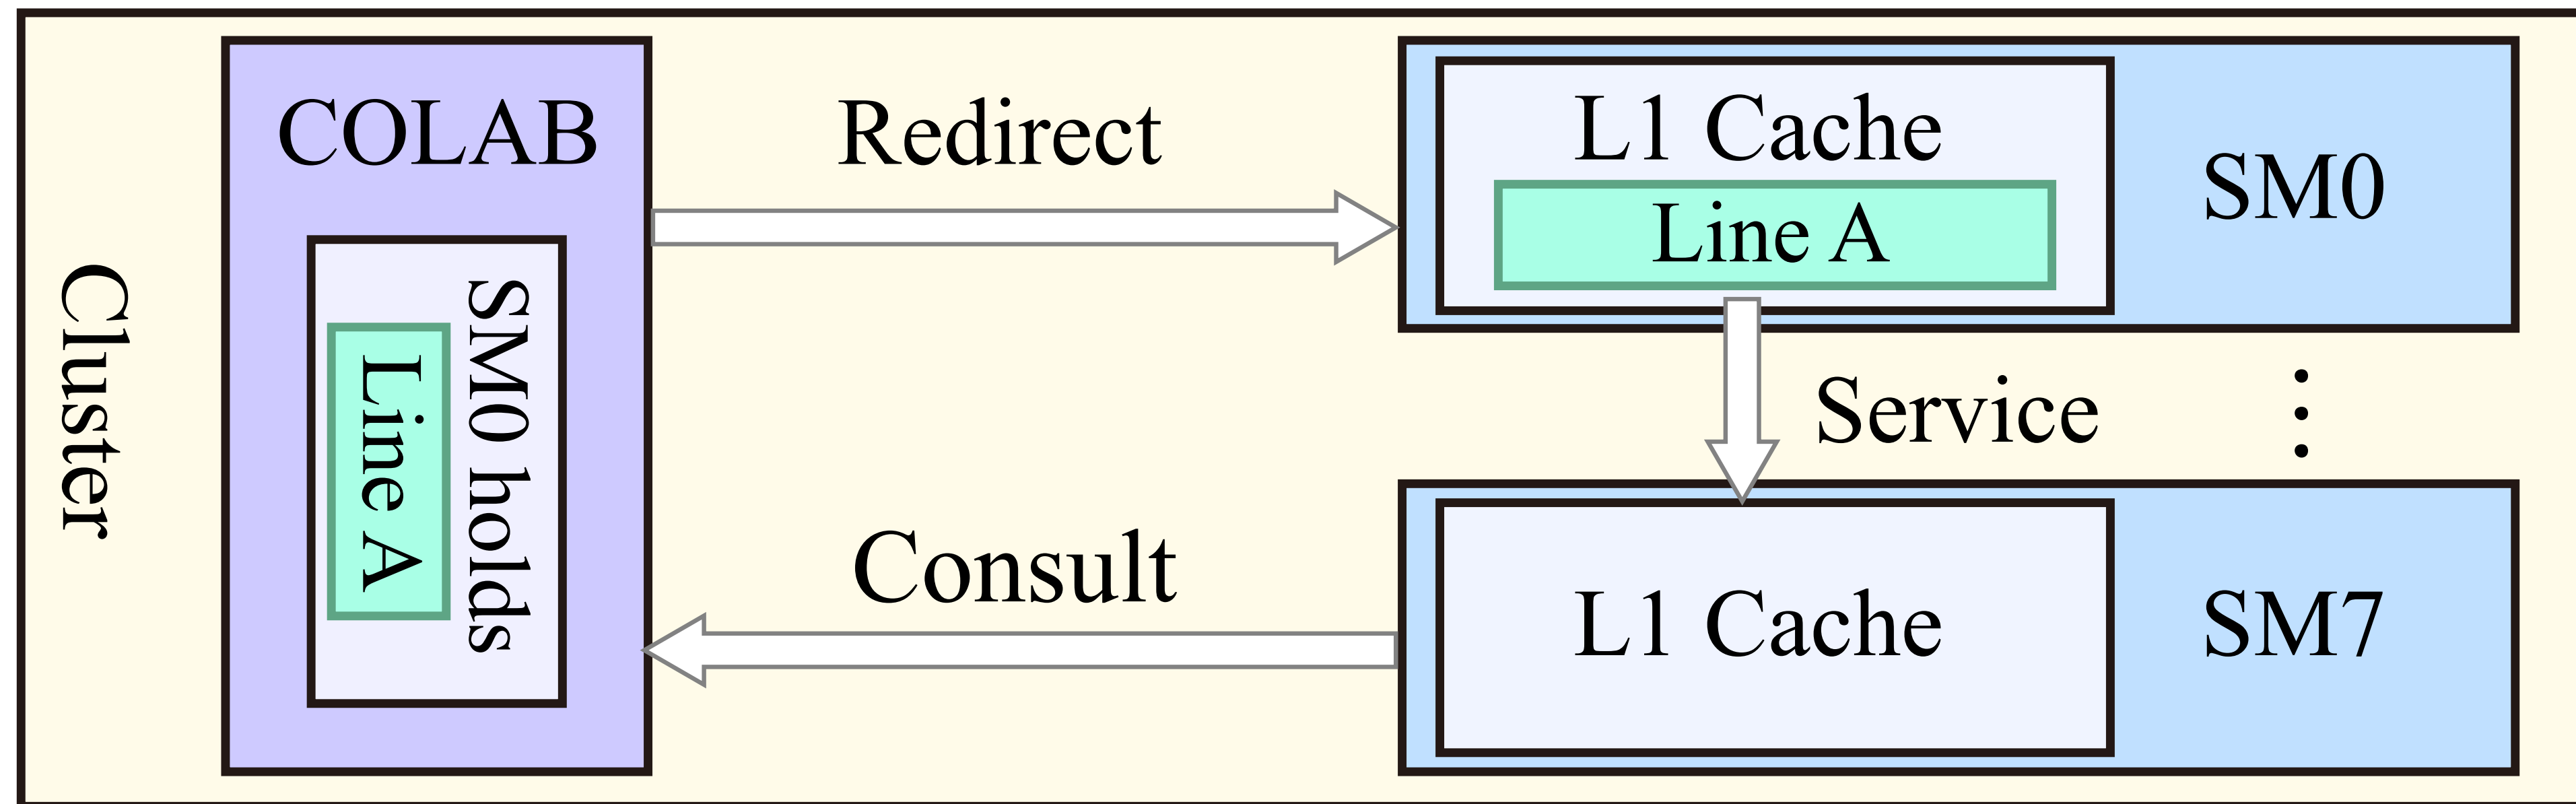 Cluster
COLAB
SM0 holds
Line A
Redirect
Consult
L1 Cache
Line A
SM0
Service
L1 Cache
SM7